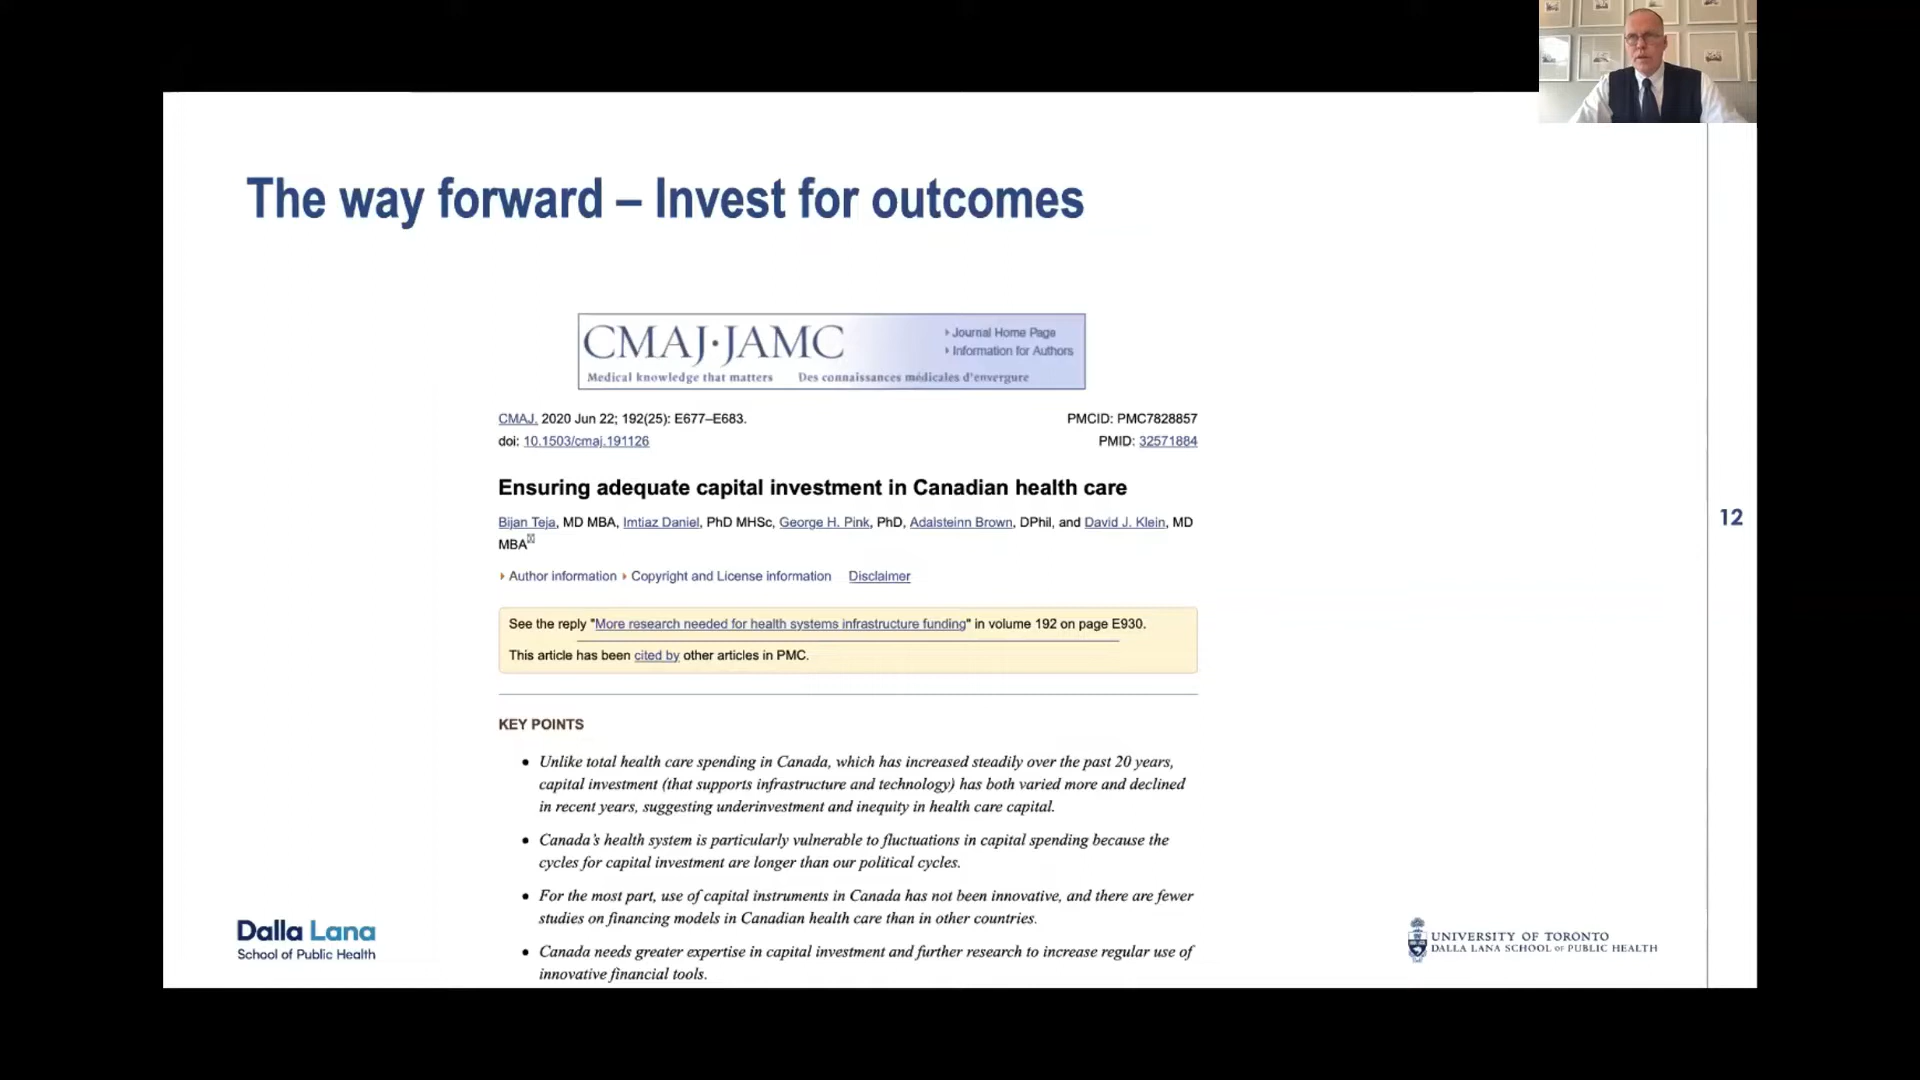 The way forward – Invest for outcomes
CMAJ·JAMC
Journal Home Page
Information for Authors
Medical knowledge that matters Des connaissances médicales d'envergure
CMAJ. 2020 Jun 22; 192(25): E677–E683.
PMCID: PMC7828857
doi: 10.1503/cmaj.191126
PMID: 32571884
Ensuring adequate capital investment in Canadian health care
Bijan Teja, MD MBA, Imtiaz Daniel, PhD MHSc, George H. Pink, PhD, Adalsteinn Brown, DPhil, and David J. Klein, MD
MBA
Author information Copyright and License information Disclaimer
See the reply "More research needed for health systems infrastructure funding" in volume 192 on page E930.
This article has been cited by other articles in PMC.
KEY POINTS
• Unlike total health care spending in Canada, which has increased steadily over the past 20 years,
capital investment (that supports infrastructure and technology) has both varied more and declined
in recent years, suggesting underinvestment and inequity in health care capital.
• Canada's health system is particularly vulnerable to fluctuations in capital spending because the
cycles for capital investment are longer than our political cycles.
• For the most part, use of capital instruments in Canada has not been innovative, and there are fewer
studies on financing models in Canadian health care than in other countries.
• Canada needs greater expertise in capital investment and further research to increase regular use of
innovative financial tools.
12
Dalla Lana
School of Public Health
UNIVERSITY OF TORONTO
DALLA LANA SCHOOL OF PUBLIC HEALTH